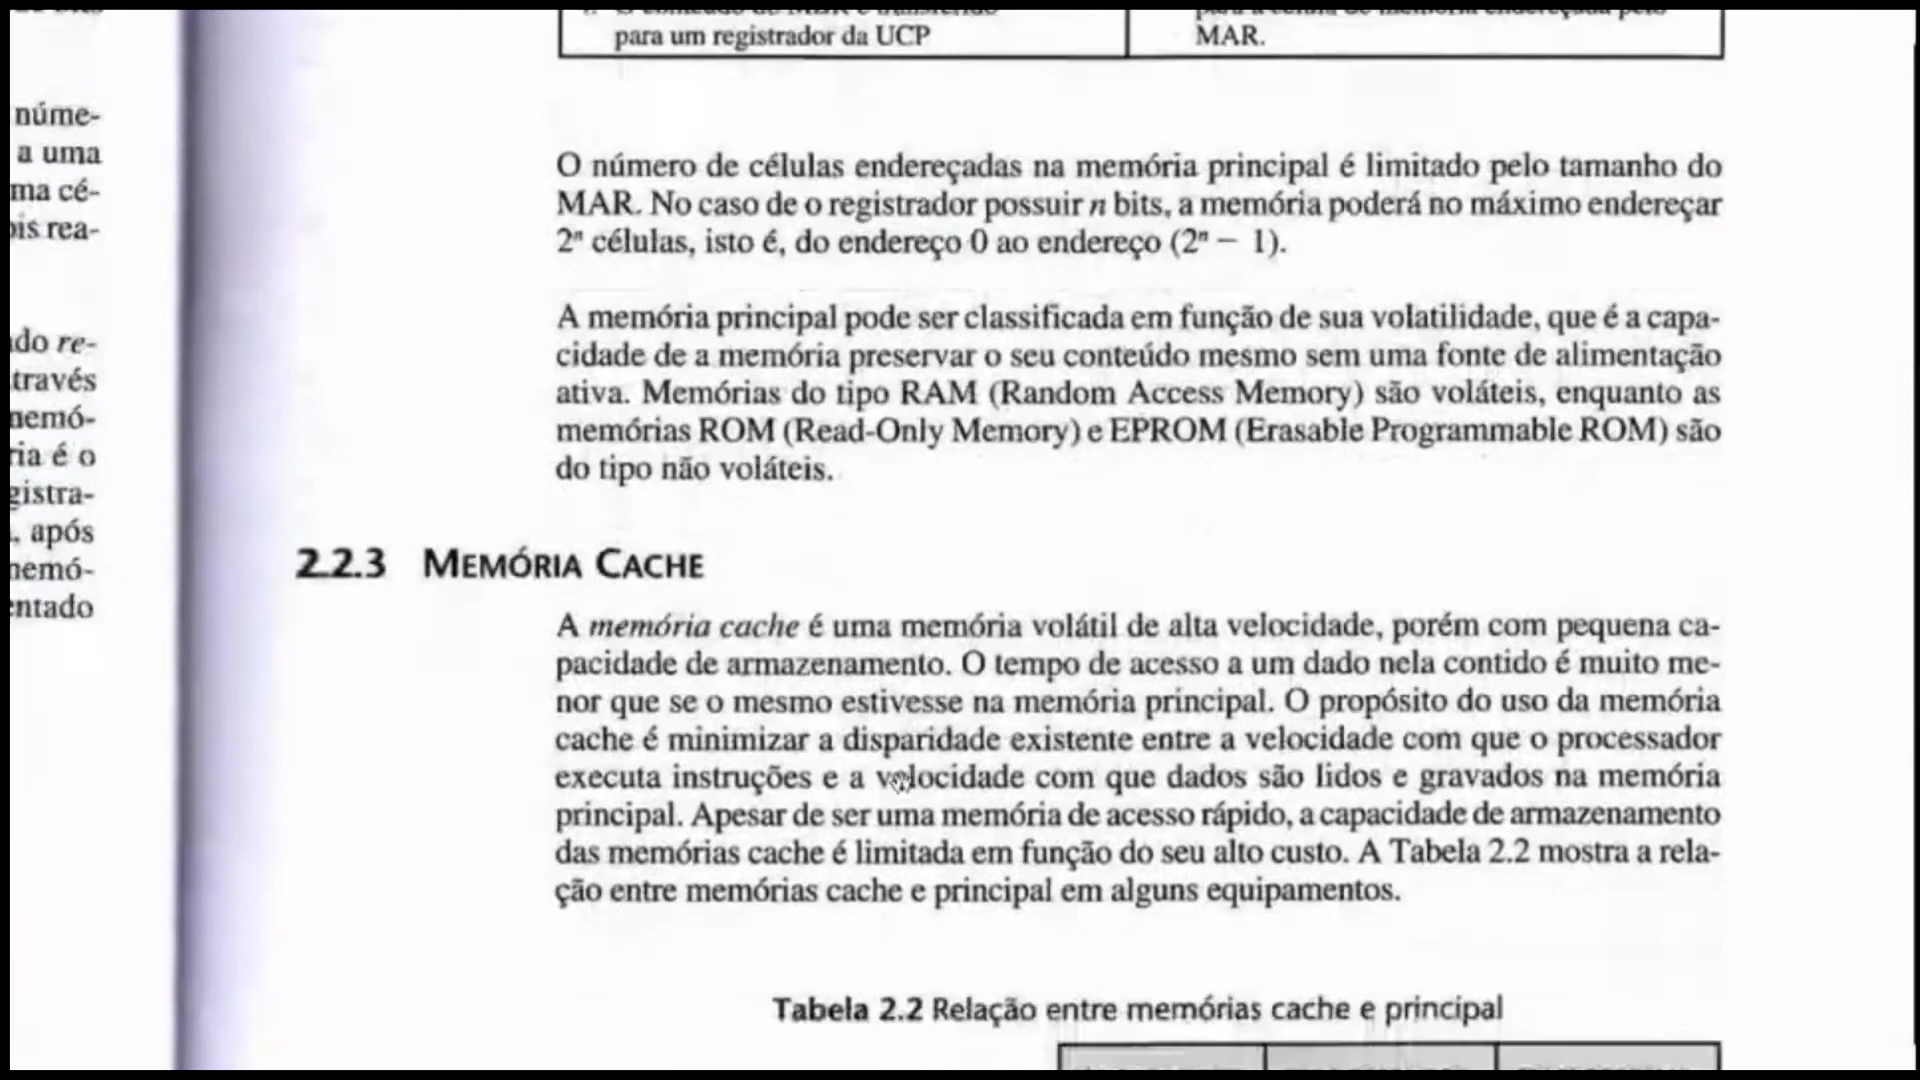 para um registrador da UCP
MAR.
núme-
a uma
ma cé-
is rea-
do re-
través
nemó-
ria é o
gistra-
, após
nemó-
ntado
O número de células endereçadas na memória principal é limitado pelo tamanho do
MAR. No caso de o registrador possuir n bits, a memória poderá no máximo endereçar
2ⁿ células, isto é, do endereço 0 ao endereço (2ⁿ − 1).
A memória principal pode ser classificada em função de sua volatilidade, que é a capa-
cidade de a memória preservar o seu conteúdo mesmo sem uma fonte de alimentação
ativa. Memórias do tipo RAM (Random Access Memory) são voláteis, enquanto as
memórias ROM (Read-Only Memory) e EPROM (Erasable Programmable ROM) são
do tipo não voláteis.
2.2.3 MEMÓRIA CACHE
A memória cache é uma memória volátil de alta velocidade, porém com pequena ca-
pacidade de armazenamento. O tempo de acesso a um dado nela contido é muito me-
nor que se o mesmo estivesse na memória principal. O propósito do uso da memória
cache é minimizar a disparidade existente entre a velocidade com que o processador
executa instruções e a velocidade com que dados são lidos e gravados na memória
principal. Apesar de ser uma memória de acesso rápido, a capacidade de armazenamento
das memórias cache é limitada em função do seu alto custo. A Tabela 2.2 mostra a rela-
ção entre memórias cache e principal em alguns equipamentos.
Tabela 2.2 Relação entre memórias cache e principal